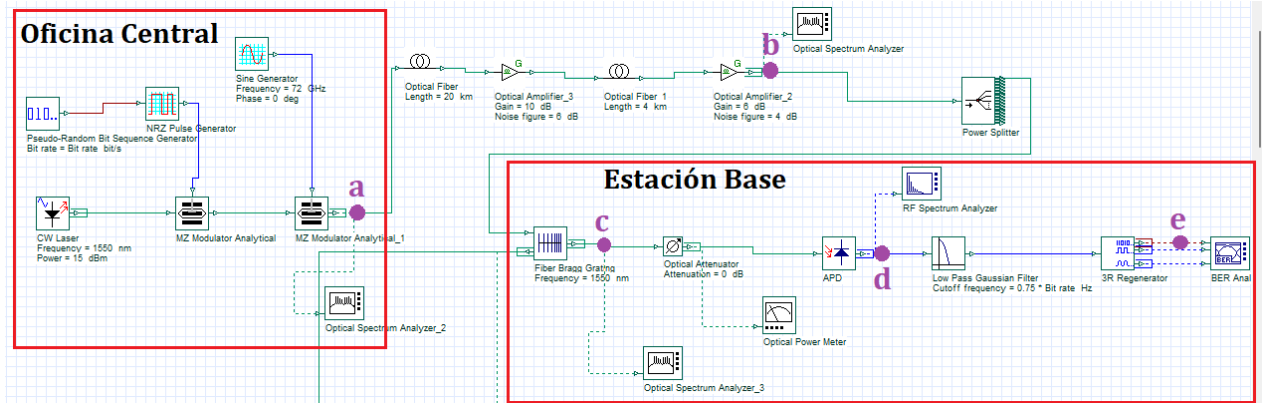 Oficina Central
Sine Generator
Frequency = 72 GHz
Phase = 0 deg
010..
NRZ Pulse Generator
Pseudo-Random Bit Sequence Generator
Bit rate = Bit rate bit/s
a
CW Laser
Frequency = 1550 nm
Power = 15 dBm
MZ Modulator Analytical
MZ Modulator Analytical_1
Optical Spectrum Analyzer_2
Optical Fiber
Length = 20 km
G
Optical Amplifier_3
Gain = 10 dB
Noise figure = 6 dB
Optical Fiber 1
Length = 4 km
G
Optical Amplifier_2
Gain = 6 dB
Noise figure = 4 dB
b
Optical Spectrum Analyzer
Power Splitter
Estación Base
c
Fiber Bragg Grating
Frequency = 1550 nm
Optical Attenuator
Attenuation = 0 dB
Optical Power Meter
Optical Spectrum Analyzer_3
APD
d
RF Spectrum Analyzer
Low Pass Gaussian Filter
Cutoff frequency = 0.75 * Bit rate Hz
3R Regenerator
e
BER
BER Anal